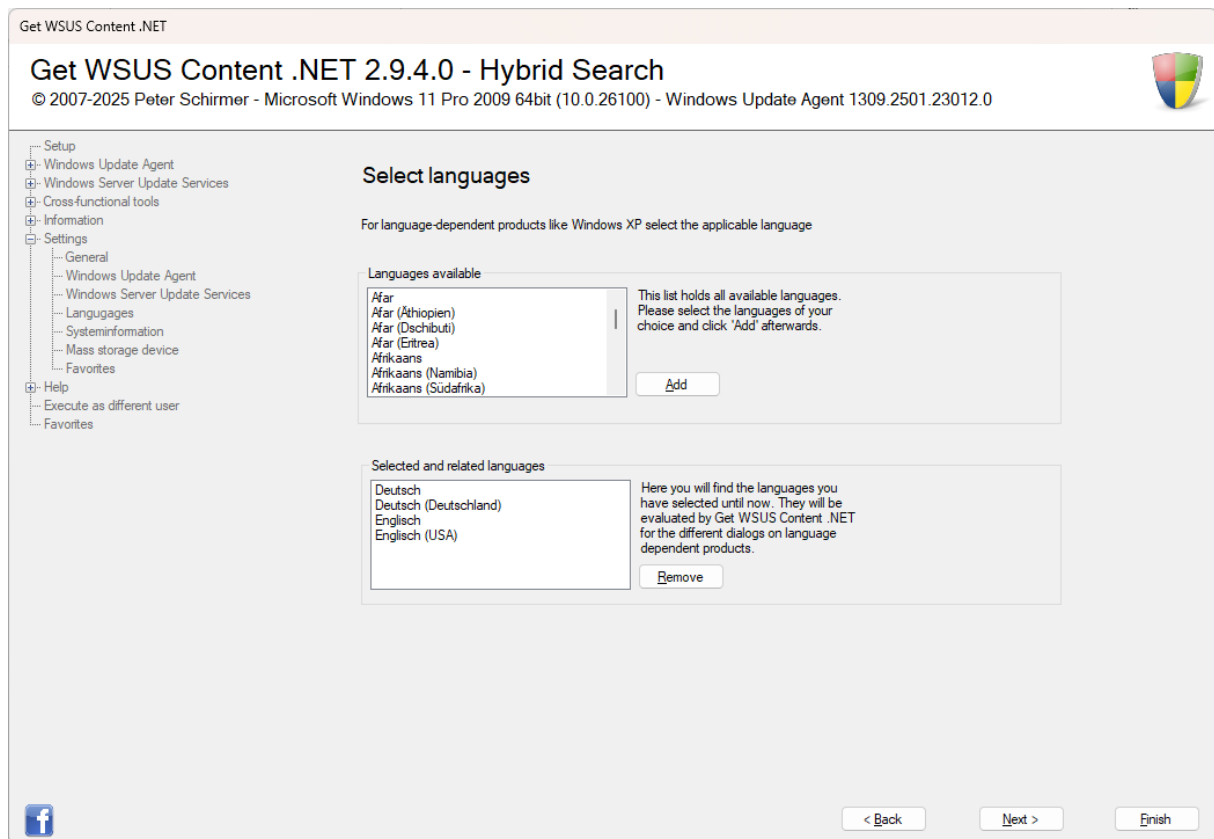 Get WSUS Content .NET
Get WSUS Content .NET 2.9.4.0 - Hybrid Search
© 2007-2025 Peter Schirmer - Microsoft Windows 11 Pro 2009 64bit (10.0.26100) - Windows Update Agent 1309.2501.23012.0
Setup
Windows Update Agent
Windows Server Update Services
Cross-functional tools
Information
Settings
General
Windows Update Agent
Windows Server Update Services
Langugages
Systeminformation
Mass storage device
Favorites
Help
Execute as different user
Favorites
Select languages
For language-dependent products like Windows XP select the applicable language
Languages available
Afar
Afar (Äthiopien)
Afar (Dschibuti)
Afar (Eritrea)
Afrikaans
Afrikaans (Namibia)
Afrikaans (Südafrika)
This list holds all available languages.
Please select the languages of your
choice and click 'Add' afterwards.
Add
Selected and related languages
Deutsch
Deutsch (Deutschland)
Englisch
Englisch (USA)
Here you will find the languages you
have selected until now. They will be
evaluated by Get WSUS Content .NET
for the different dialogs on language
dependent products.
Remove
f
< Back
Next >
Finish